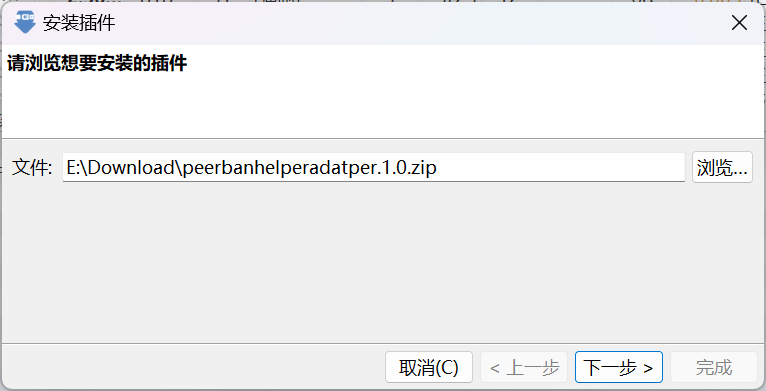 安装插件
请浏览想要安装的插件
文件: E:\Download\peerbanhelperadatper.1.0.zip 浏览...
取消(C) < 上一步 下一步 > 完成